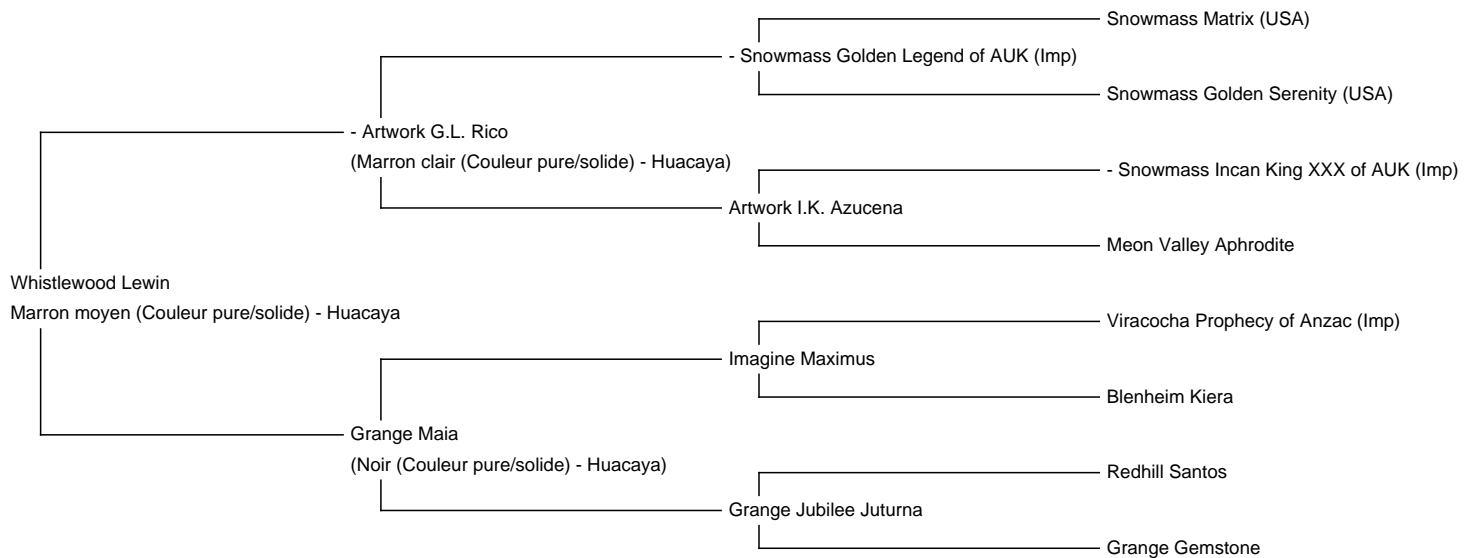 Snowmass Matrix (USA)
- Snowmass Golden Legend of AUK (Imp)
Snowmass Golden Serenity (USA)
- Artwork G.L. Rico
(Marron clair (Couleur pure/solide) - Huacaya)
- Snowmass Incan King XXX of AUK (Imp)
Artwork I.K. Azucena
Meon Valley Aphrodite
Whistlewood Lewin
Marron moyen (Couleur pure/solide) - Huacaya
Viracocha Prophecy of Anzac (Imp)
Imagine Maximus
Blenheim Kiera
Grange Maia
(Noir (Couleur pure/solide) - Huacaya)
Redhill Santos
Grange Jubilee Juturna
Grange Gemstone